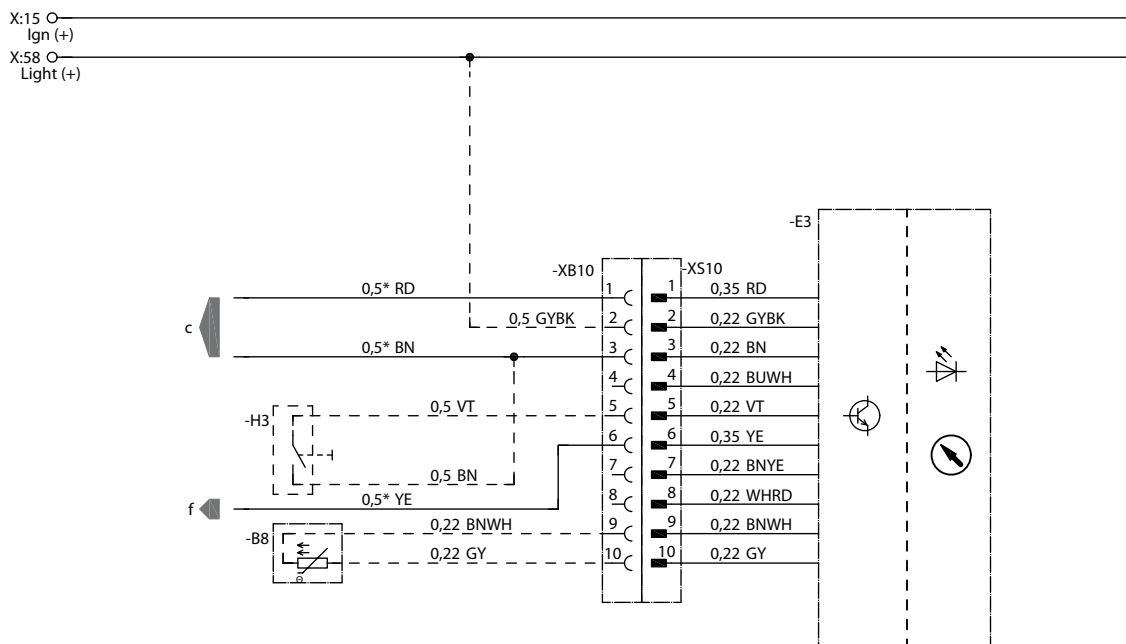 X:15
Ign (+)
X:58
Light (+)
-E3
-XB10 -XS10
0,5* RD 1 1 0,35 RD
c 0,5 GYBK 2 2 0,22 GYBK
0,5* BN 3 3 0,22 BN
4 4 0,22 BUWH
-H3 0,5 VT 5 5 0,22 VT
6 6 0,35 YE
0,5 BN 7 7 0,22 BNYE
f 0,5* YE 8 8 0,22 WHRD
-B8 0,22 BNWH 9 9 0,22 BNWH
0,22 GY 10 10 0,22 GY
Θ